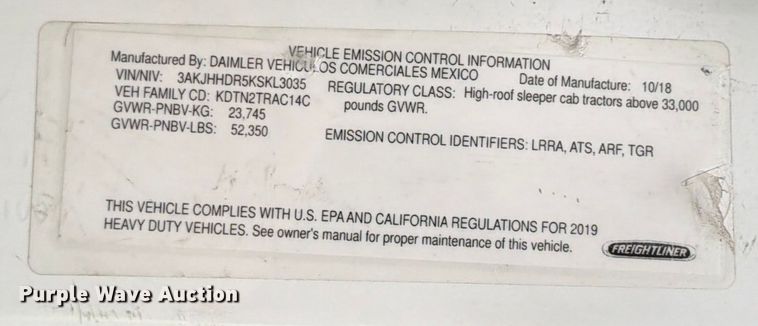 VEHICLE EMISSION CONTROL INFORMATION
Manufactured By: DAIMLER VEHICULOS COMERCIALES MEXICO Date of Manufacture: 10/18
VIN/NIV: 3AKJHHDR5KSKL3035 REGULATORY CLASS: High-roof sleeper cab tractors above 33,000
VEH FAMILY CD: KDTN2TRAC14C pounds GVWR.
GVWR-PNBV-KG: 23,745
GVWR-PNBV-LBS: 52,350 EMISSION CONTROL IDENTIFIERS: LRRA, ATS, ARF, TGR
THIS VEHICLE COMPLIES WITH U.S. EPA AND CALIFORNIA REGULATIONS FOR 2019
HEAVY DUTY VEHICLES. See owner's manual for proper maintenance of this vehicle.
FREIGHTLINER
Purple Wave Auction